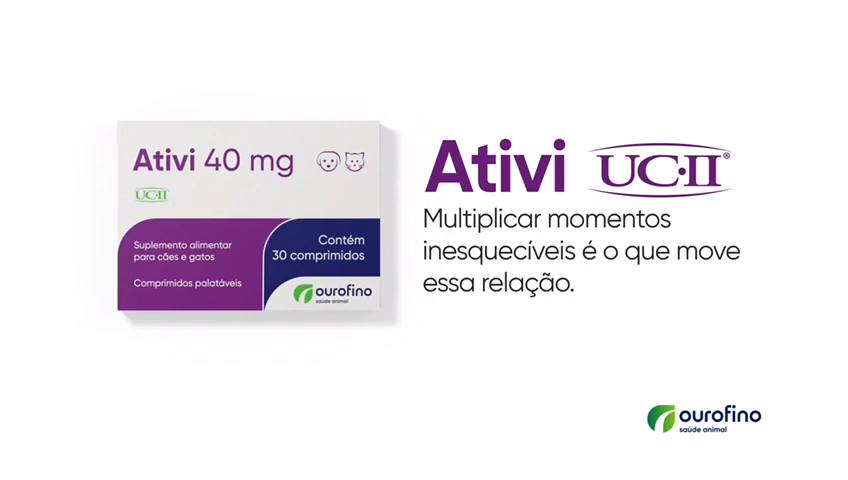 Ativi 40 mg
UC·II
Suplemento alimentar
para cães e gatos
Comprimidos palatáveis
Contém
30 comprimidos
ourofino
saúde animal
Ativi UC·II®
Multiplicar momentos
inesquecíveis é o que move
essa relação.
ourofino
saúde animal